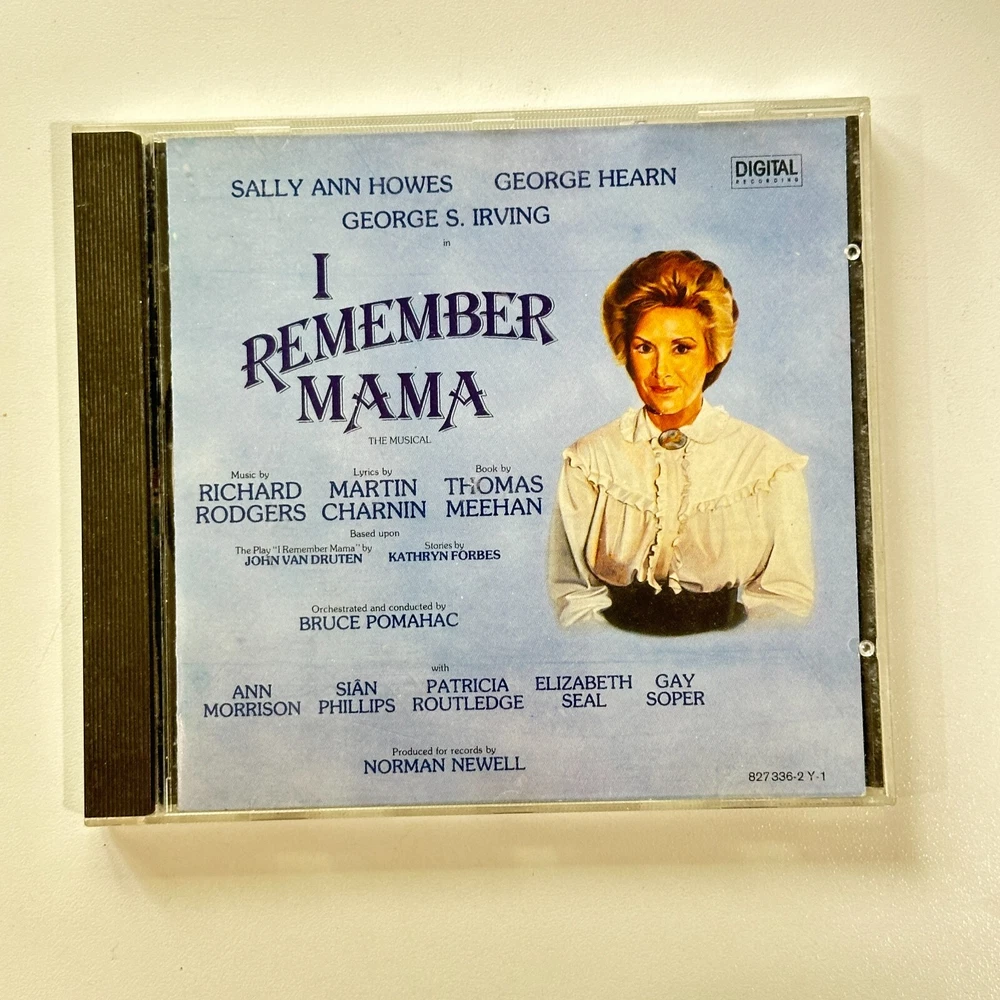 SALLY ANN HOWES GEORGE HEARN
GEORGE S. IRVING
in
I
REMEMBER
MAMA
THE MUSICAL
Music by Lyrics by Book by
RICHARD MARTIN THOMAS
RODGERS CHARNIN MEEHAN
Based upon
The Play "I Remember Mama" by Stories by
JOHN VAN DRUTEN KATHRYN FORBES
Orchestrated and conducted by
BRUCE POMAHAC
with
ANN SIÂN PATRICIA ELIZABETH GAY
MORRISON PHILLIPS ROUTLEDGE SEAL SOPER
Produced for records by
NORMAN NEWELL
DIGITAL
RECORDING
827 336-2 Y-1